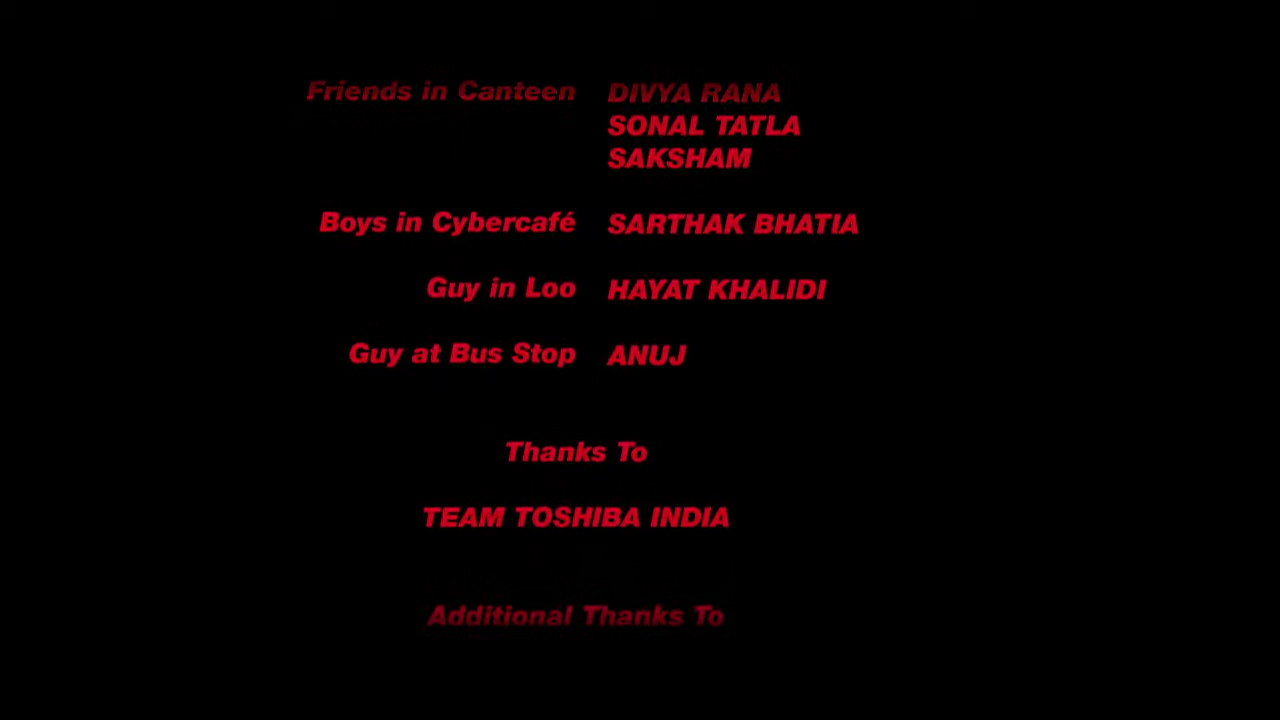 Friends in Canteen DIVYA RANA
SONAL TATLA
SAKSHAM
Boys in Cybercafé SARTHAK BHATIA
Guy in Loo HAYAT KHALIDI
Guy at Bus Stop ANUJ
Thanks To
TEAM TOSHIBA INDIA
Additional Thanks To